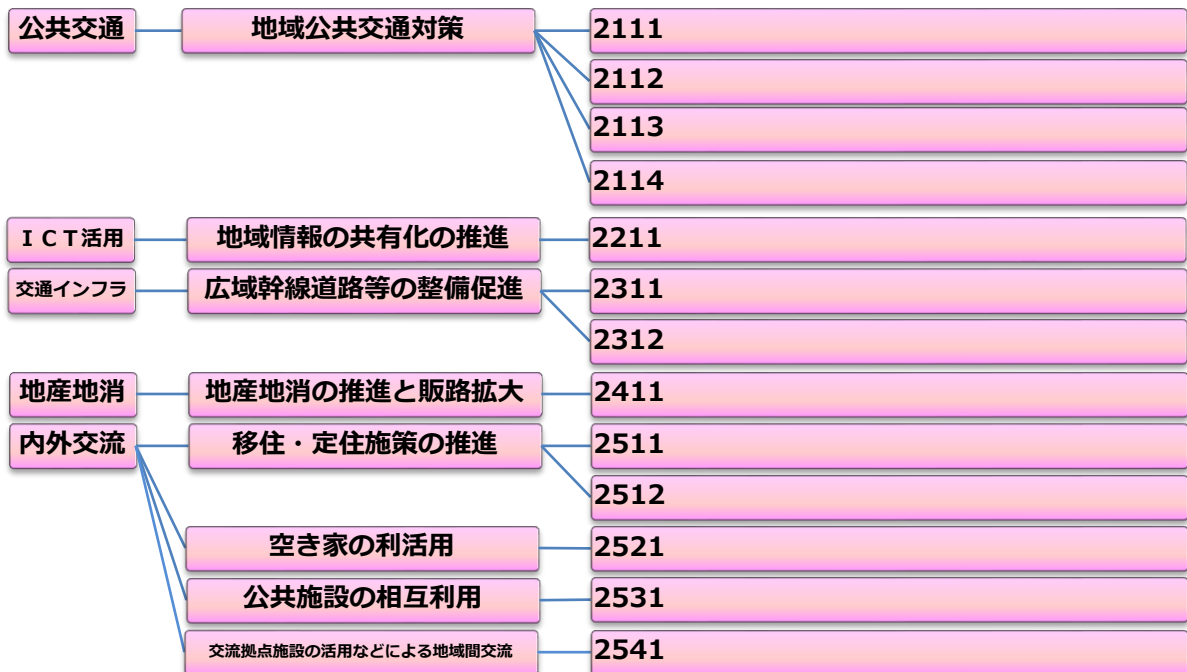 公共交通
地域公共交通対策
2111
2112
2113
2114
ＩＣＴ活用
地域情報の共有化の推進
2211
交通インフラ
広域幹線道路等の整備促進
2311
2312
地産地消
地産地消の推進と販路拡大
2411
内外交流
移住・定住施策の推進
2511
2512
空き家の利活用
2521
公共施設の相互利用
2531
交流拠点施設の活用などによる地域間交流
2541